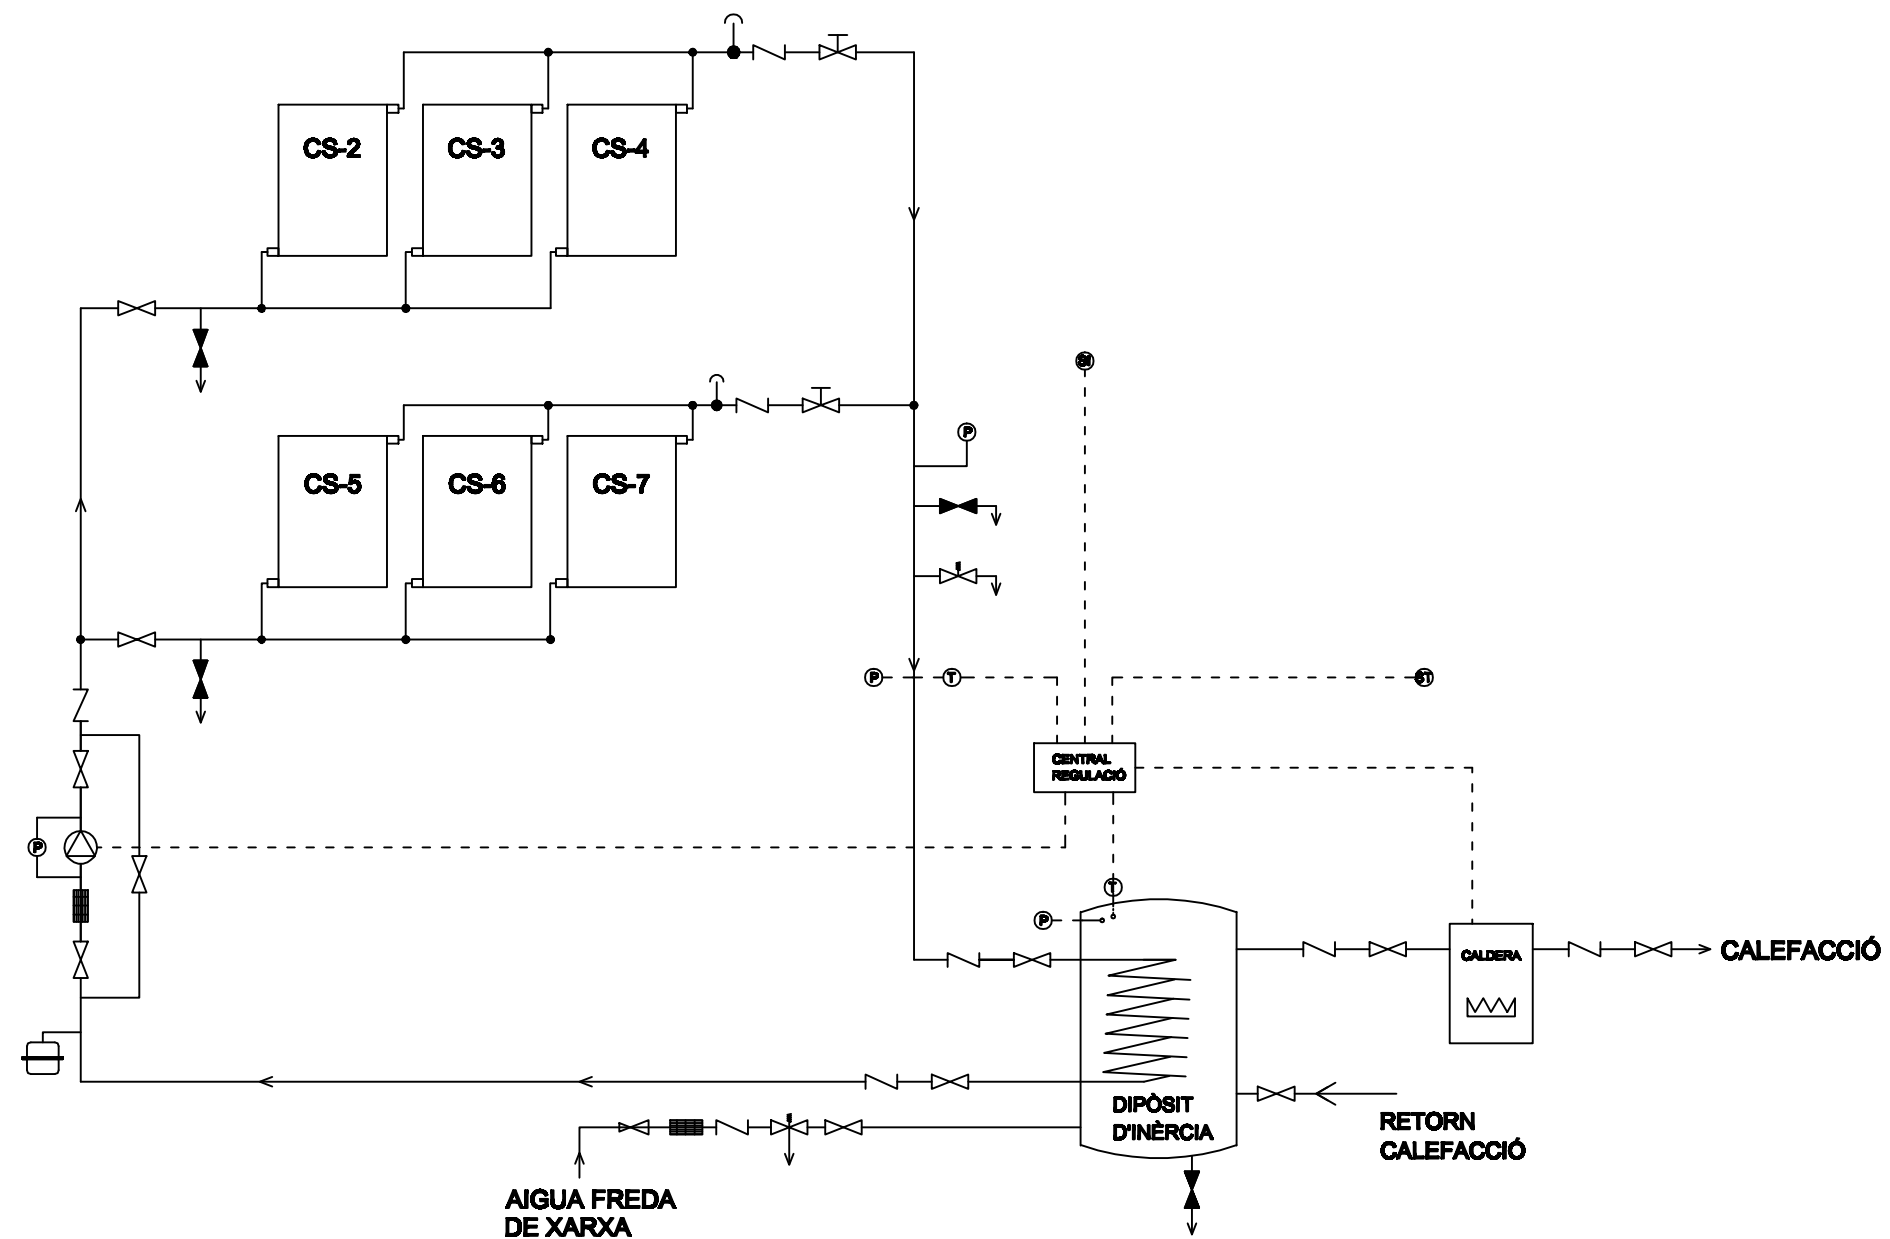 CS-2
CS-3
CS-4
SI
P
CS-5
CS-6
CS-7
P
T
ST
CENTRAL
REGULACIÓ
P
T
P
CALDERA
CALEFACCIÓ
DIPÒSIT
D'INÈRCIA
RETORN
CALEFACCIÓ
AIGUA FREDA
DE XARXA